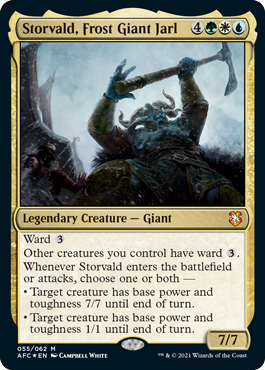 Storvald, Frost Giant Jarl 4
Legendary Creature — Giant
Ward 3
Other creatures you control have ward 3.
Whenever Storvald enters the battlefield
or attacks, choose one or both —
• Target creature has base power and
toughness 7/7 until end of turn.
• Target creature has base power and
toughness 1/1 until end of turn.
7/7
055/062 M
AFC ★ EN CAMPBELL WHITE
™ & © 2021 Wizards of the Coast